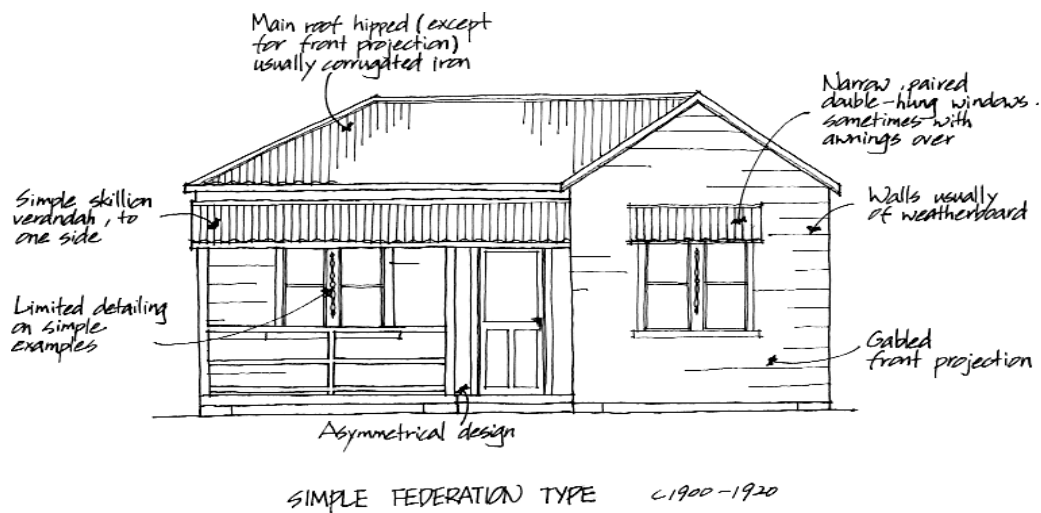 Main roof hipped (except
for front projection)
usually corrugated iron
Narrow, paired
double-hung windows.
sometimes with
awnings over
Simple skillion
verandah, to
one side
Walls usually
of weatherboard
Limited detailing
on simple
examples
Gabled
front projection
Asymmetrical design
SIMPLE FEDERATION TYPE c1900-1920